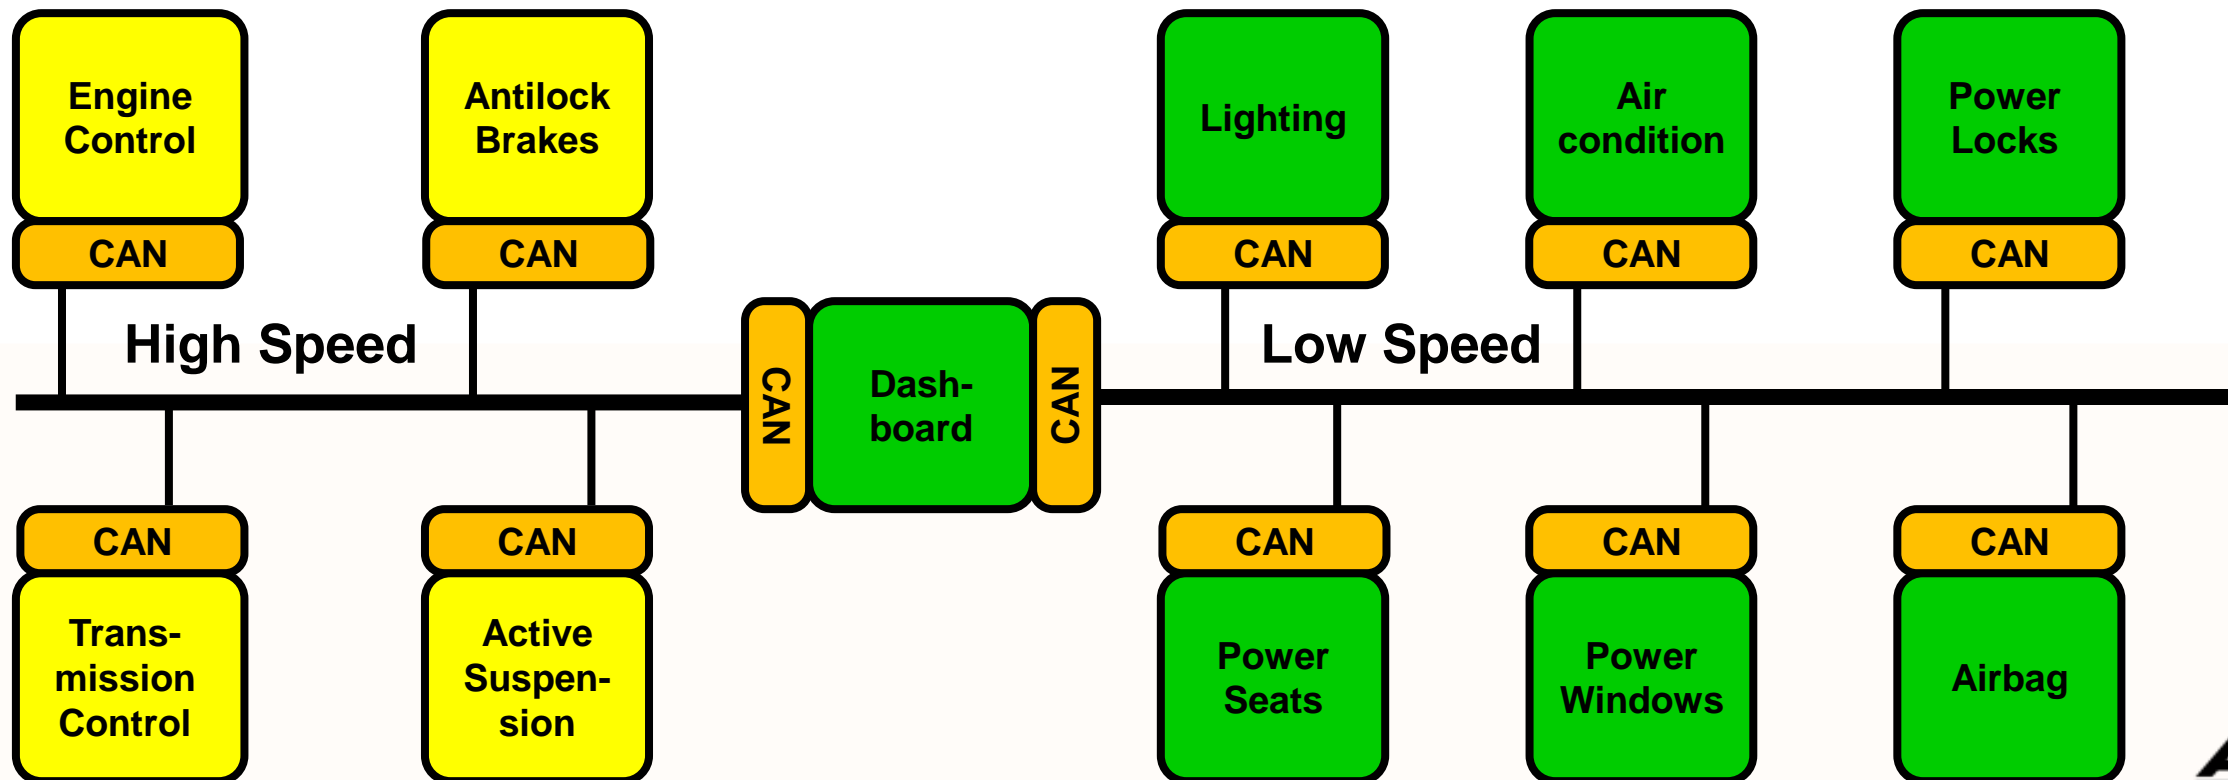 Engine
Control
CAN
Antilock
Brakes
CAN
Lighting
CAN
Air
condition
CAN
Power
Locks
CAN
High Speed
CAN
Dash-
board
CAN
Low Speed
CAN
Trans-
mission
Control
CAN
Active
Suspen-
sion
CAN
Power
Seats
CAN
Power
Windows
CAN
Airbag